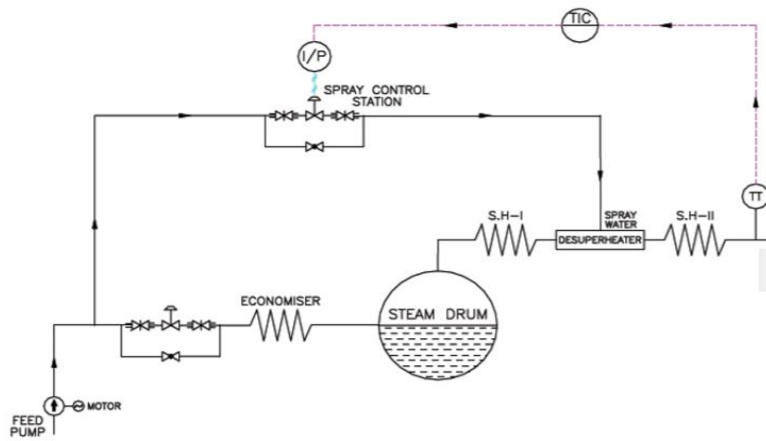 TIC
I/P
SPRAY CONTROL
STATION
TT
S.H-I
SPRAY
WATER
S.H-II
DESUPERHEATER
ECONOMISER
STEAM DRUM
MOTOR
FEED
PUMP